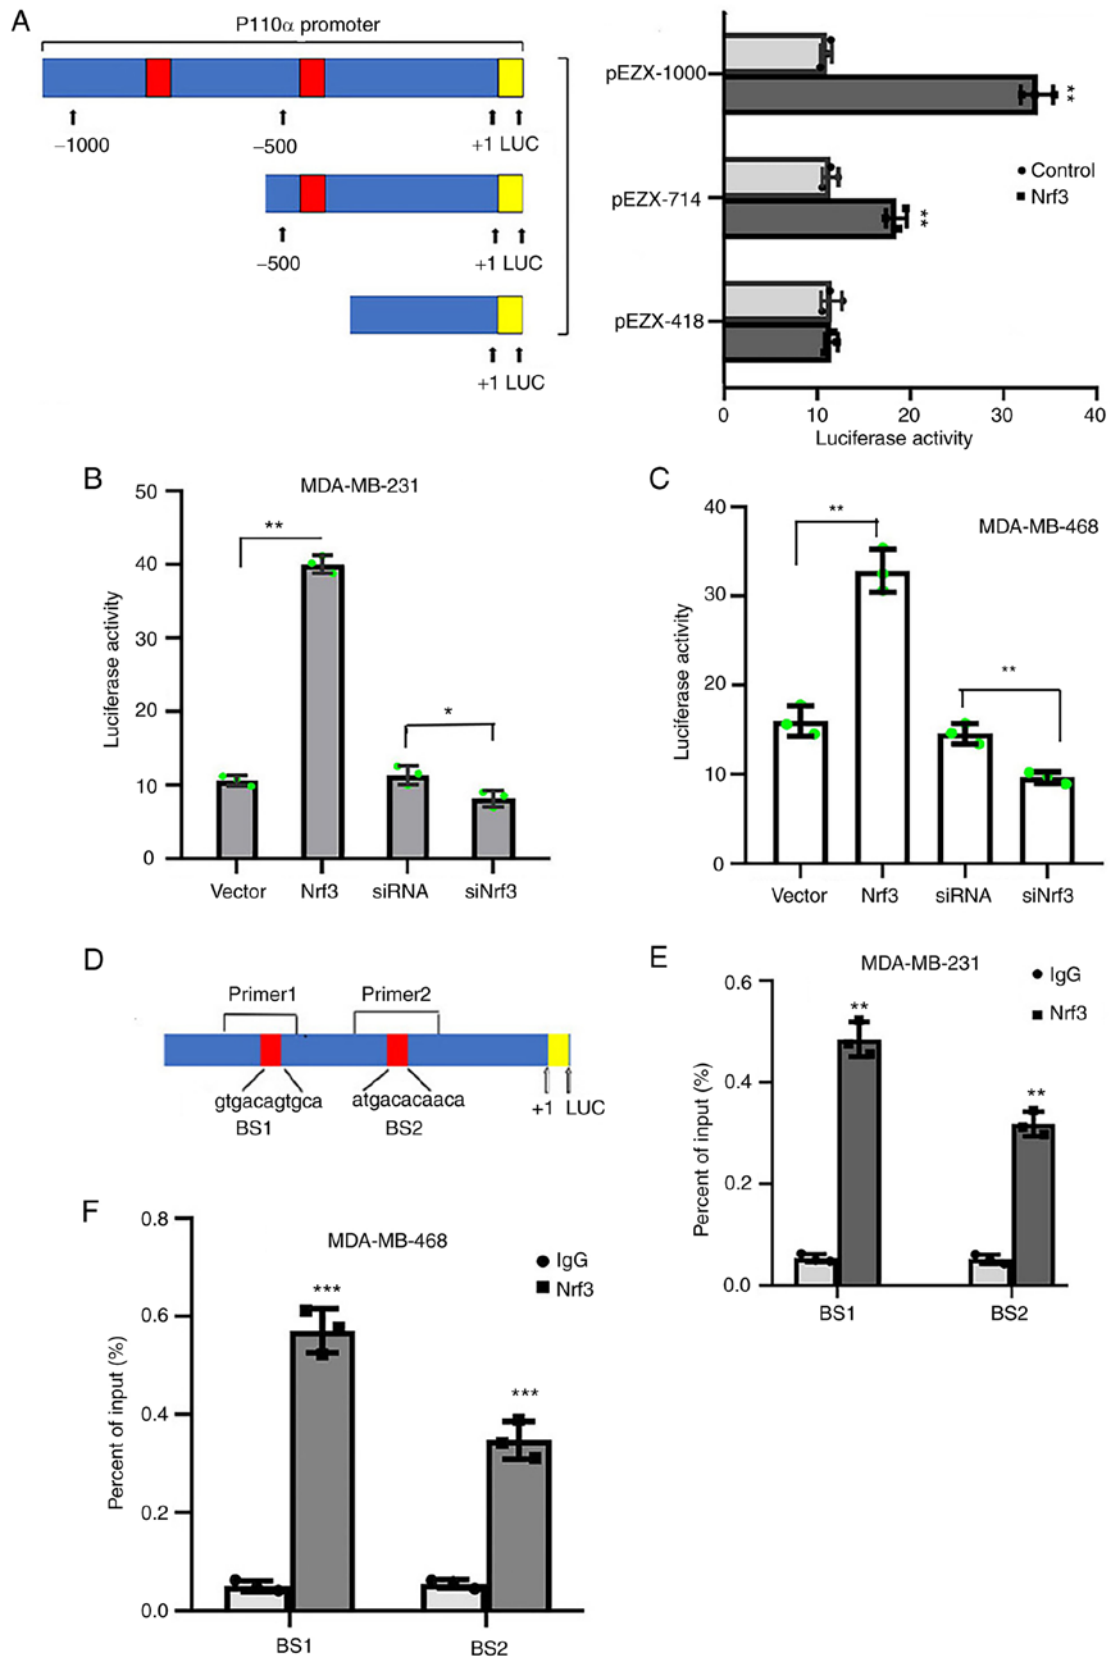 A
P110α promoter
−1000
−500
+1 LUC
−500
+1 LUC
+1 LUC
pEZX-1000
**
pEZX-714
**
pEZX-418
Control
Nrf3
0 10 20 30 40
Luciferase activity
B
MDA-MB-231
Luciferase activity
50
40
30
20
10
0
**
*
Vector Nrf3 siRNA siNrf3
C
MDA-MB-468
Luciferase activity
40
30
20
10
0
**
**
Vector Nrf3 siRNA siNrf3
D
Primer1 Primer2
gtgacagtgca atgacacaaca
BS1 BS2
+1 LUC
E
MDA-MB-231
IgG
Nrf3
Percent of input (%)
0.6
0.4
0.2
0.0
**
**
BS1 BS2
F
MDA-MB-468
IgG
Nrf3
Percent of input (%)
0.8
0.6
0.4
0.2
0.0
***
***
BS1 BS2